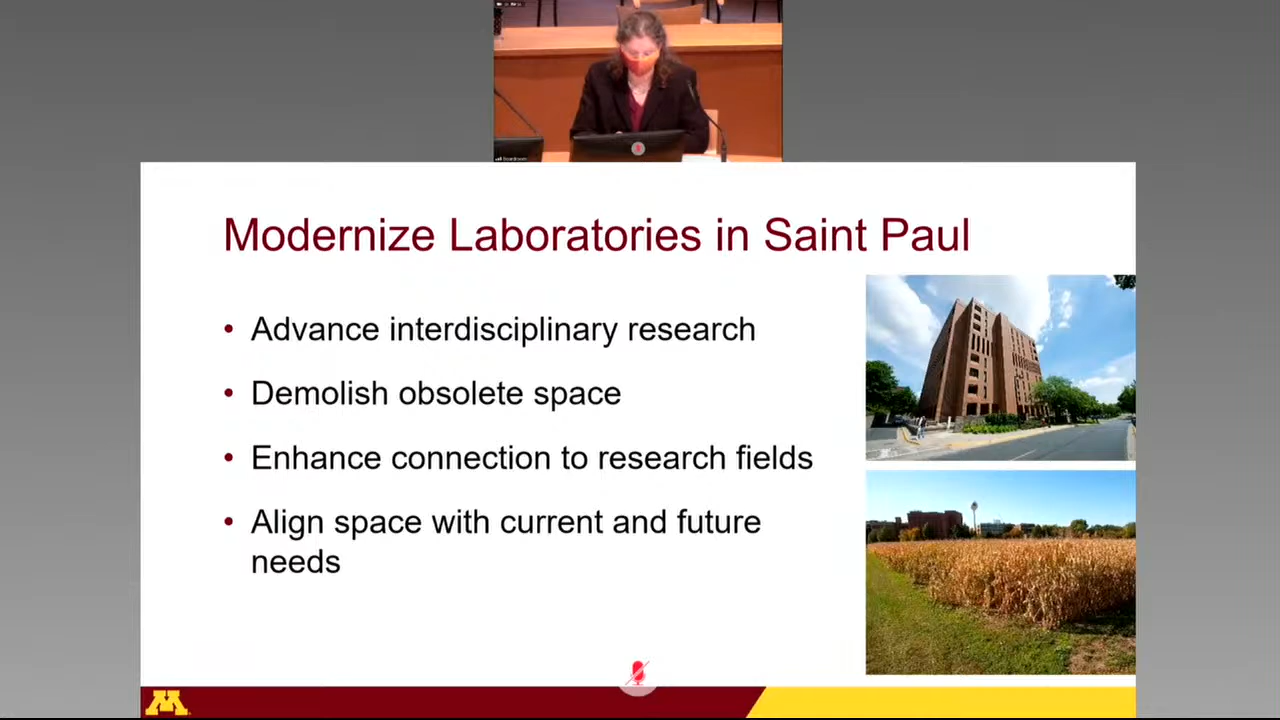 Boardroom
Modernize Laboratories in Saint Paul
• Advance interdisciplinary research
• Demolish obsolete space
• Enhance connection to research fields
• Align space with current and future
needs
M